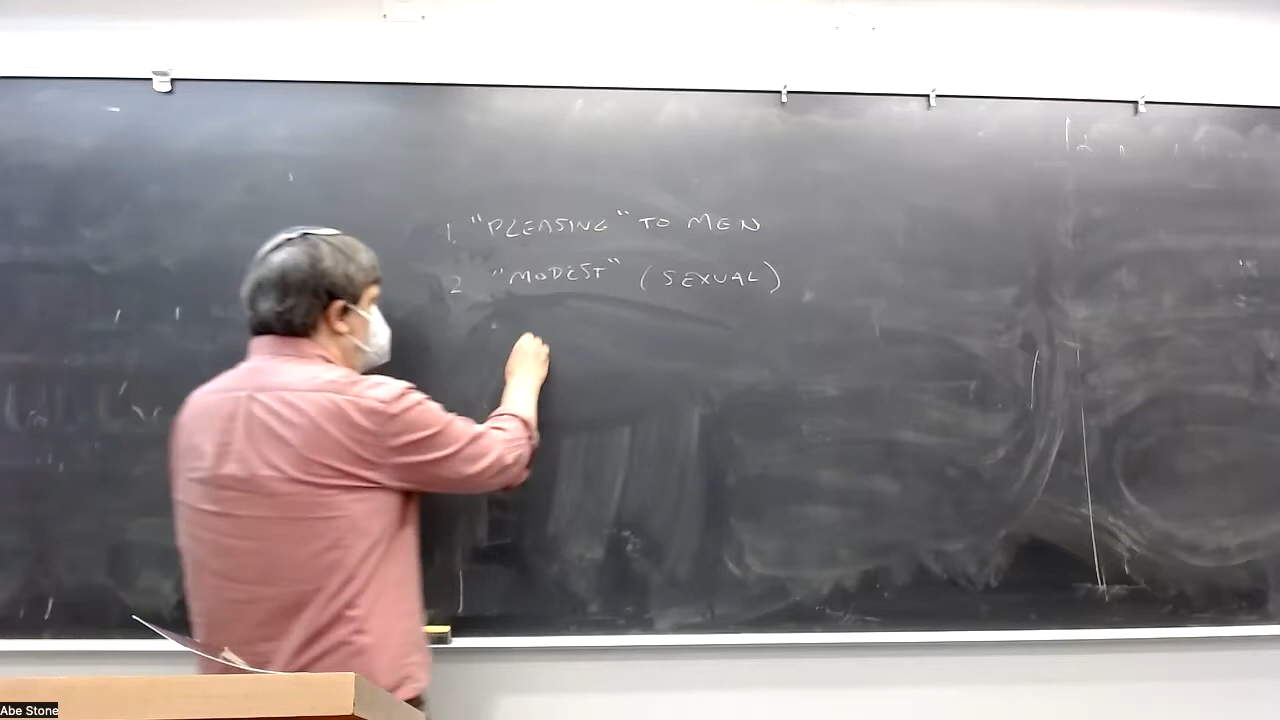 1. "PLEASING" TO MEN
2 "MODEST" (SEXUAL)
Abe Stone